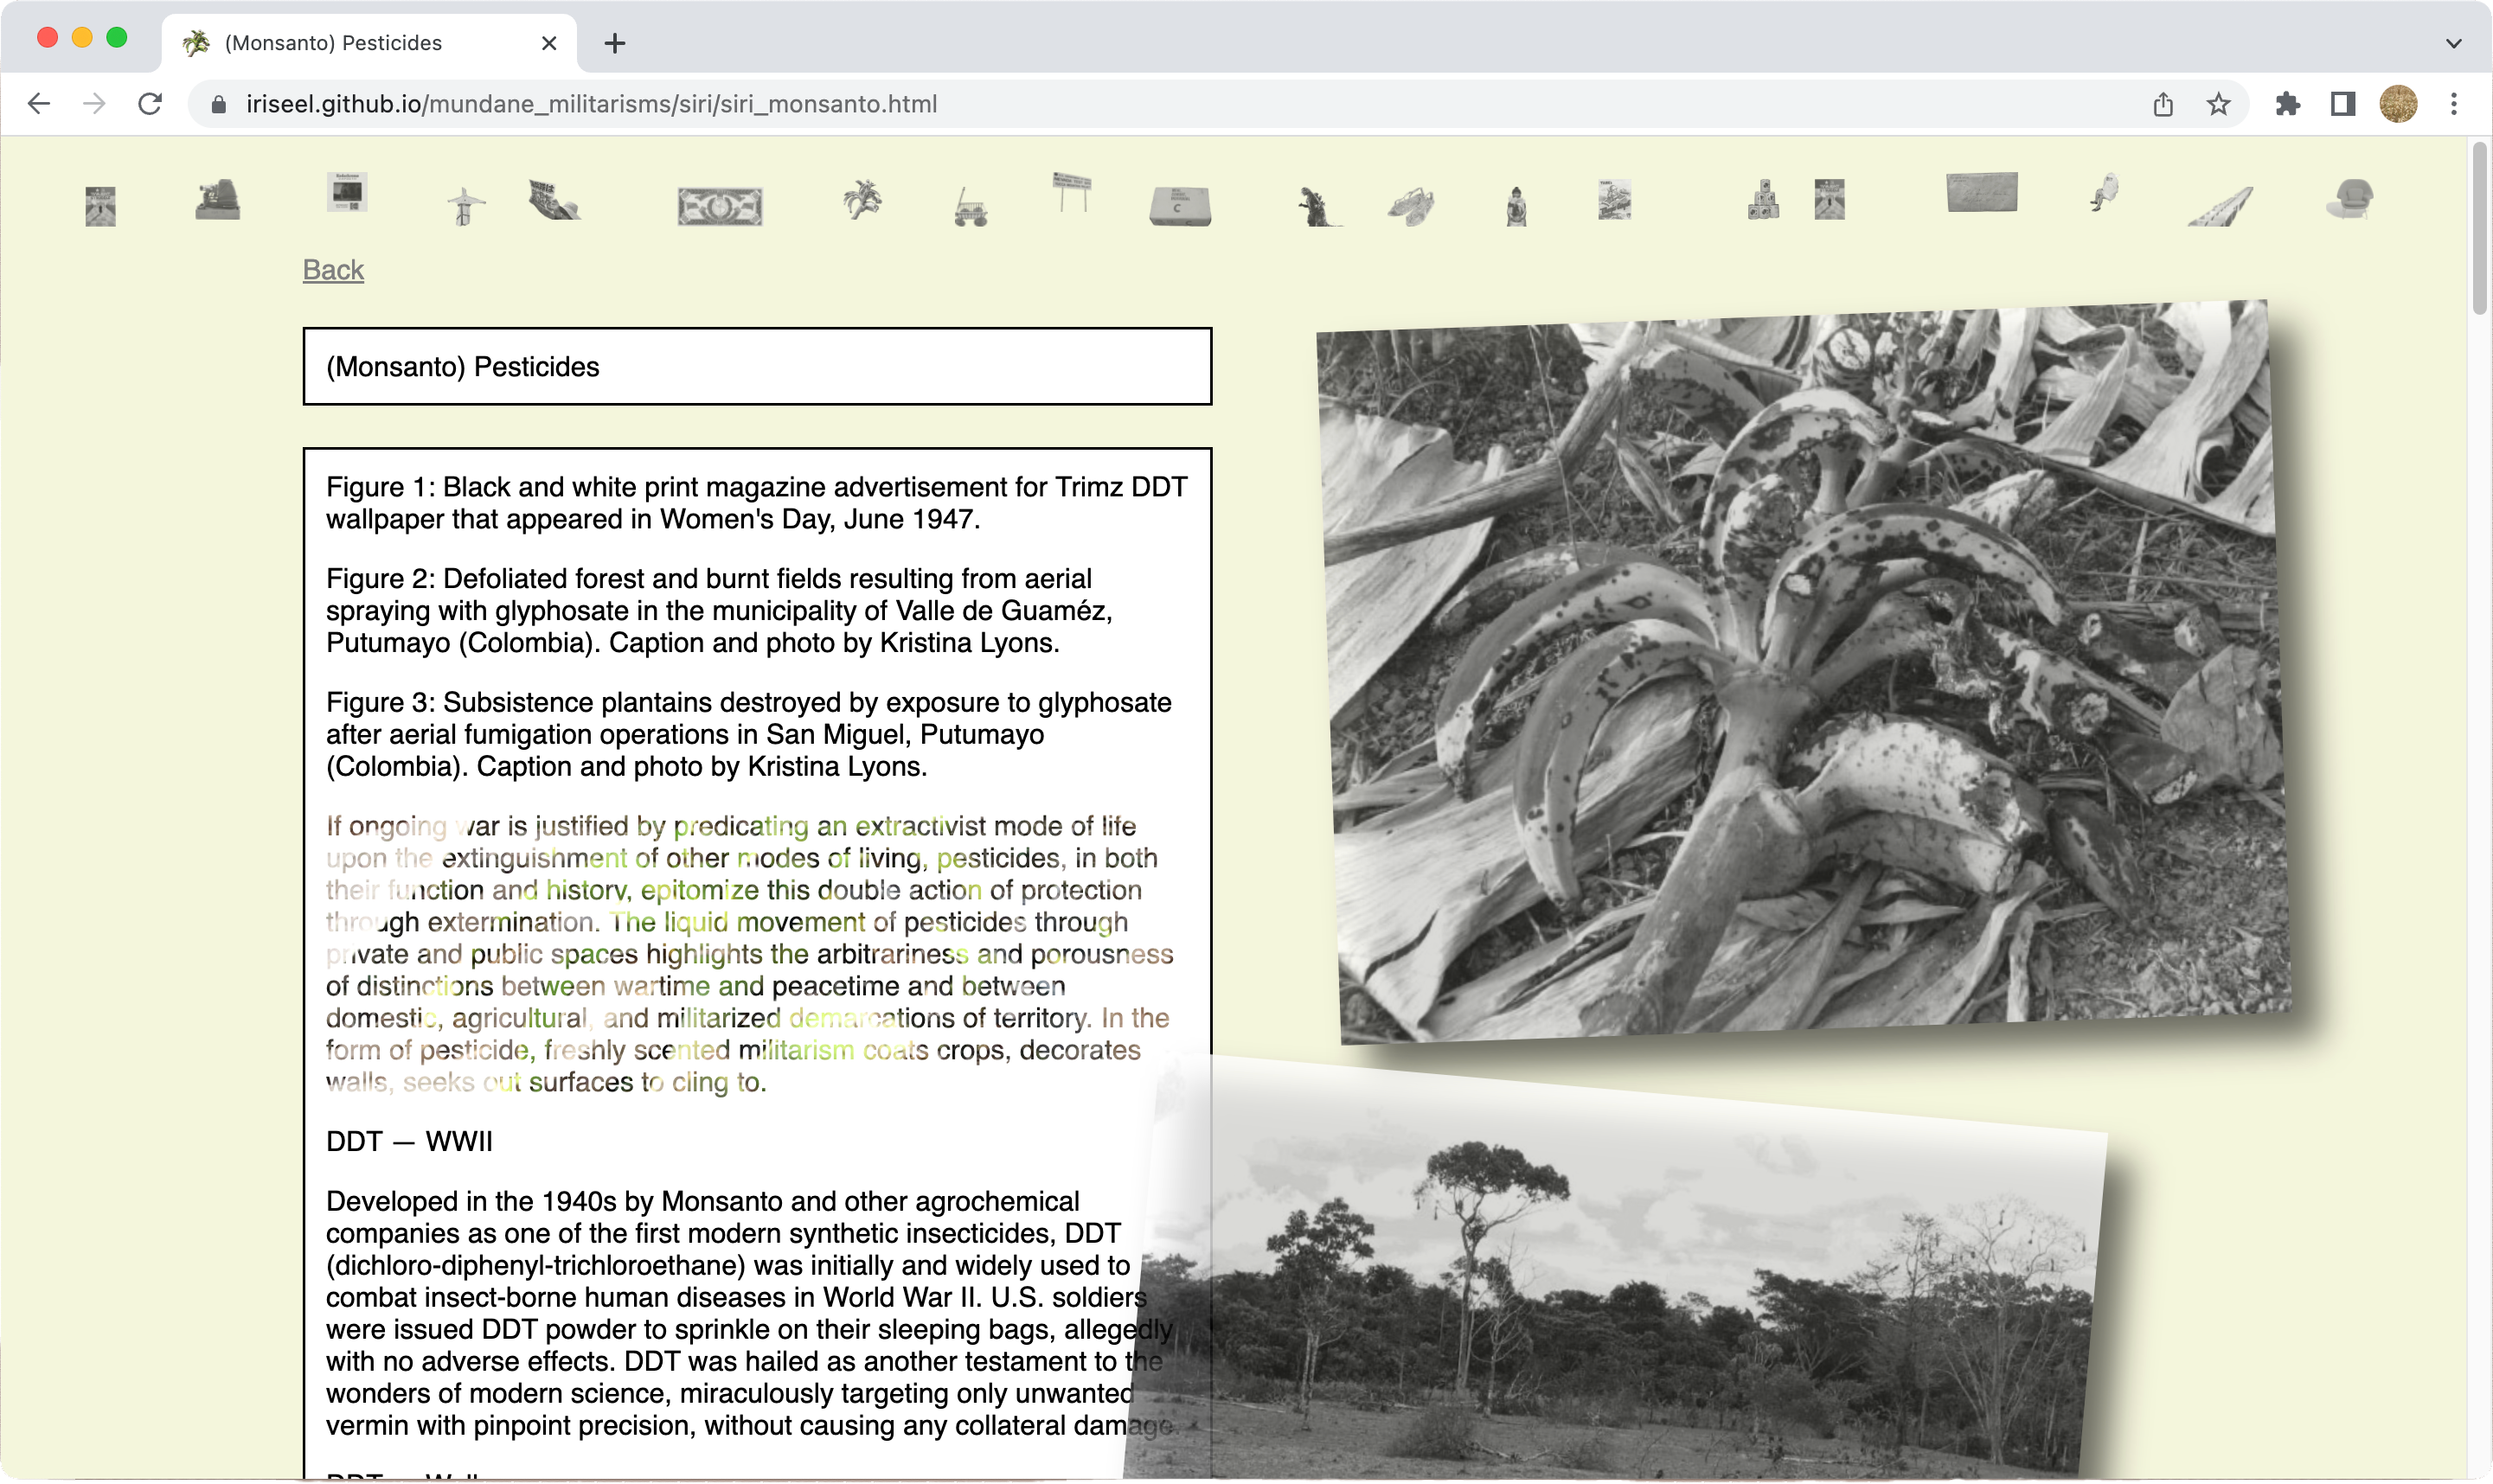 (Monsanto) Pesticides
iriseel.github.io/mundane_militarisms/siri/siri_monsanto.html
Back
(Monsanto) Pesticides
Figure 1: Black and white print magazine advertisement for Trimz DDT
wallpaper that appeared in Women's Day, June 1947.
Figure 2: Defoliated forest and burnt fields resulting from aerial
spraying with glyphosate in the municipality of Valle de Guaméz,
Putumayo (Colombia). Caption and photo by Kristina Lyons.
Figure 3: Subsistence plantains destroyed by exposure to glyphosate
after aerial fumigation operations in San Miguel, Putumayo
(Colombia). Caption and photo by Kristina Lyons.
If ongoing war is justified by predicating an extractivist mode of life
upon the extinguishment of other modes of living, pesticides, in both
their function and history, epitomize this double action of protection
through extermination. The liquid movement of pesticides through
private and public spaces highlights the arbitrariness and porousness
of distinctions between wartime and peacetime and between
domestic, agricultural, and militarized demarcations of territory. In the
form of pesticide, freshly scented militarism coats crops, decorates
walls, seeks out surfaces to cling to.
DDT — WWII
Developed in the 1940s by Monsanto and other agrochemical
companies as one of the first modern synthetic insecticides, DDT
(dichloro-diphenyl-trichloroethane) was initially and widely used to
combat insect-borne human diseases in World War II. U.S. soldiers
were issued DDT powder to sprinkle on their sleeping bags, allegedly
with no adverse effects. DDT was hailed as another testament to the
wonders of modern science, miraculously targeting only unwanted
vermin with pinpoint precision, without causing any collateral damage.